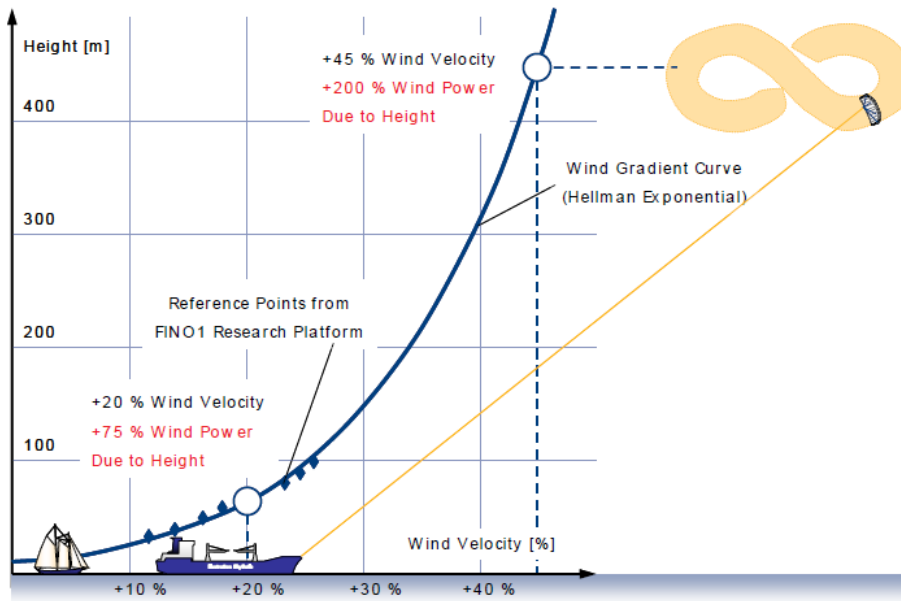 Height [m]
400
300
200
100
+45 % Wind Velocity
+200 % Wind Power
Due to Height
Wind Gradient Curve
(Hellman Exponential)
Reference Points from
FINO1 Research Platform
+20 % Wind Velocity
+75 % Wind Power
Due to Height
Wind Velocity [%]
+10 %
+20 %
+30 %
+40 %